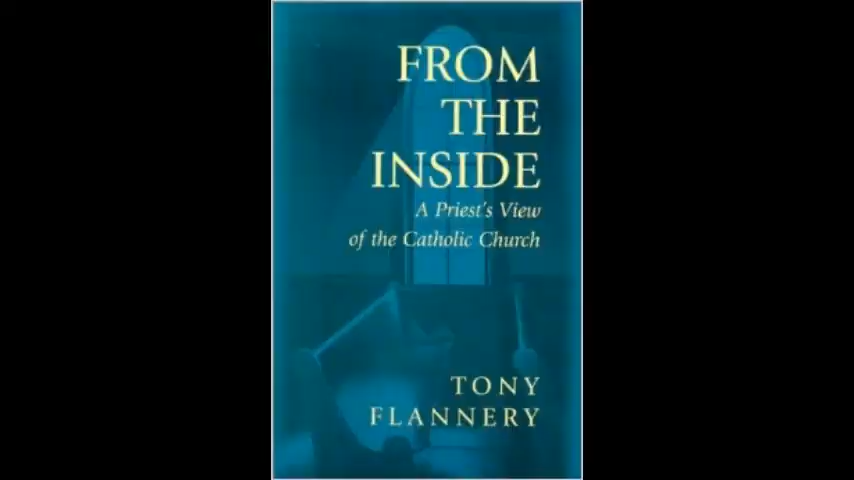 FROM
THE
INSIDE
A Priest's View
of the Catholic Church
TONY
FLANNERY